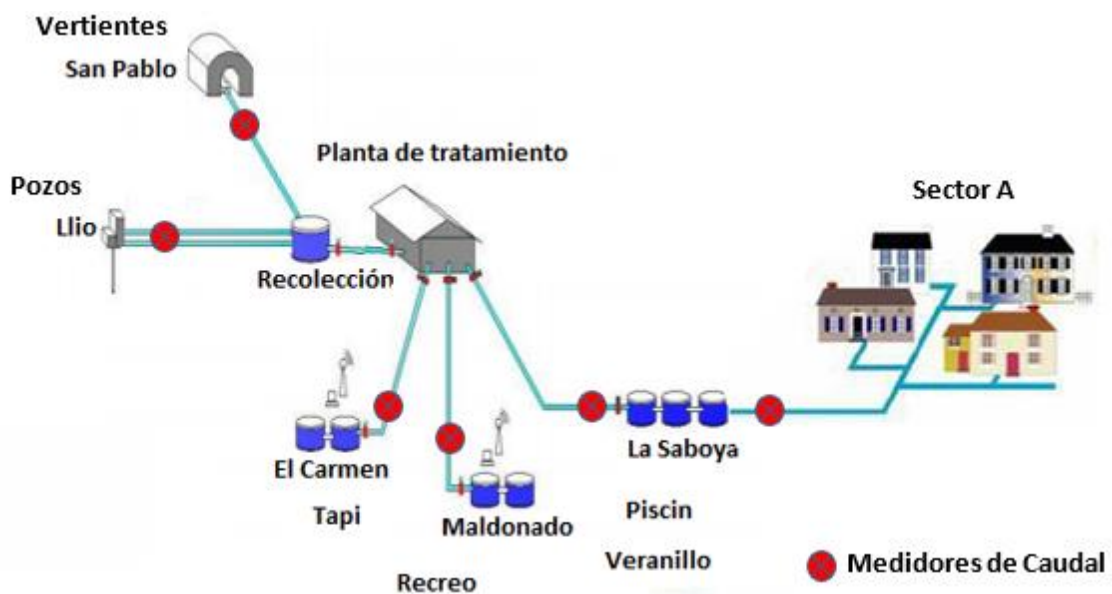 Vertientes
San Pablo
Planta de tratamiento
Pozos
Llio
Sector A
Recolección
El Carmen
La Saboya
Tapi
Maldonado
Piscin
Veranillo
Recreo
Medidores de Caudal